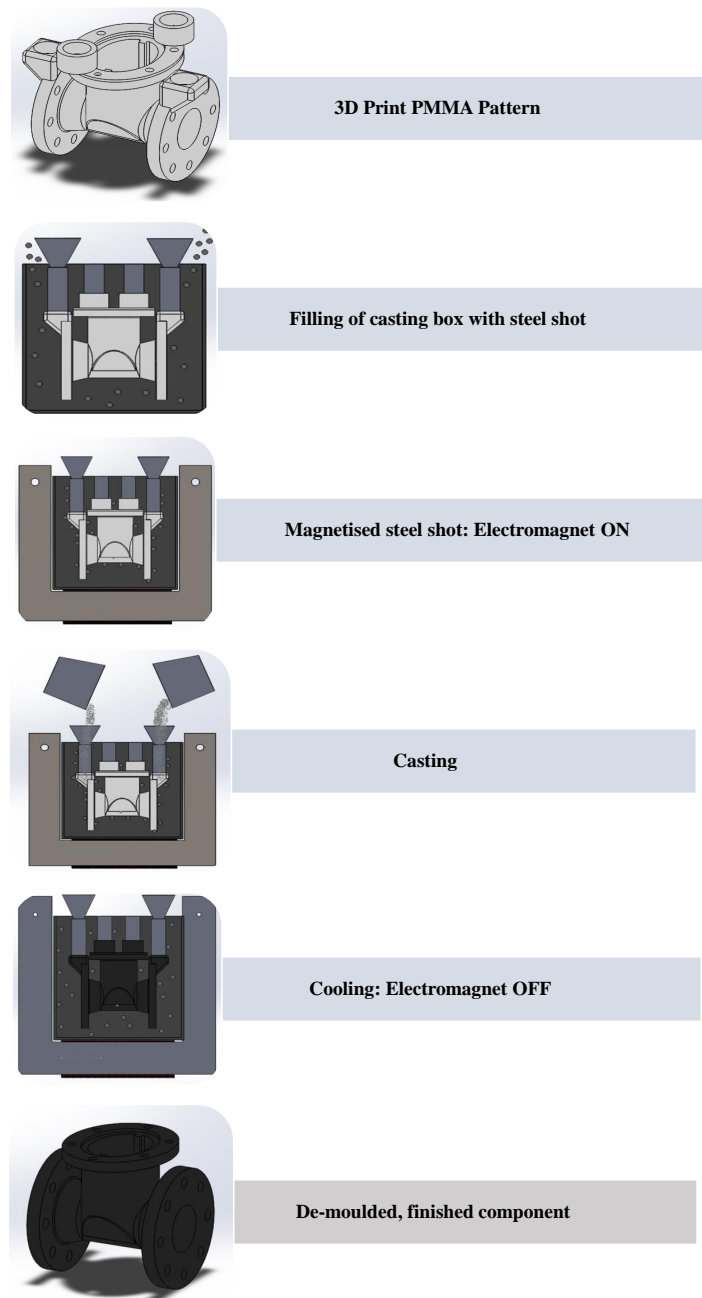 3D Print PMMA Pattern
Filling of casting box with steel shot
Magnetised steel shot: Electromagnet ON
Casting
Cooling: Electromagnet OFF
De-moulded, finished component